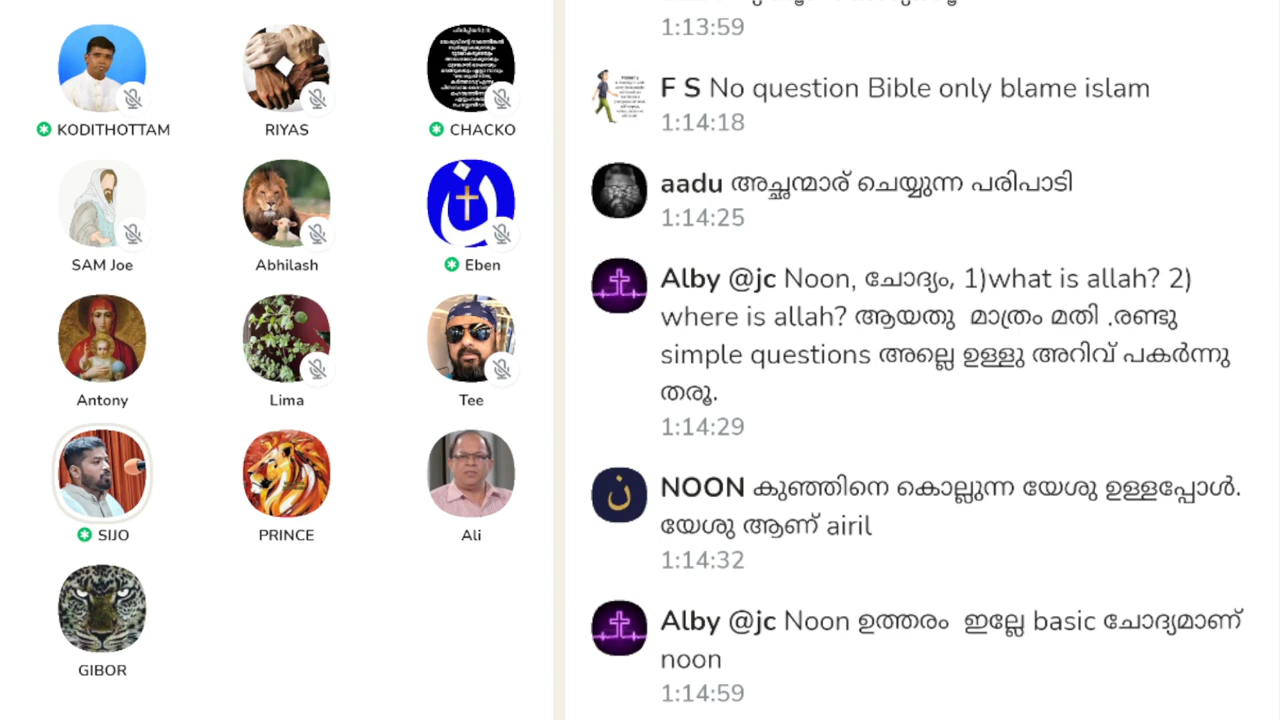 KODITHOTTAM
RIYAS
CHACKO
SAM Joe
Abhilash
Eben
Antony
Lima
Tee
SIJO
PRINCE
Ali
GIBOR
1:13:59
F S No question Bible only blame islam
1:14:18
aadu അച്ഛന്മാര് ചെയ്യുന്ന പരിപാടി
1:14:25
Alby @jc Noon, ചോദ്യം, 1)what is allah? 2)
where is allah? ആയതു മാത്രം മതി .രണ്ടു
simple questions അല്ലെ ഉള്ളു അറിവ് പകർന്നു
തരൂ.
1:14:29
ن
NOON കുഞ്ഞിനെ കൊല്ലുന്ന യേശു ഉള്ളപ്പോൾ.
യേശു ആണ് airil
1:14:32
Alby @jc Noon ഉത്തരം ഇല്ലേ basic ചോദ്യമാണ്
noon
1:14:59